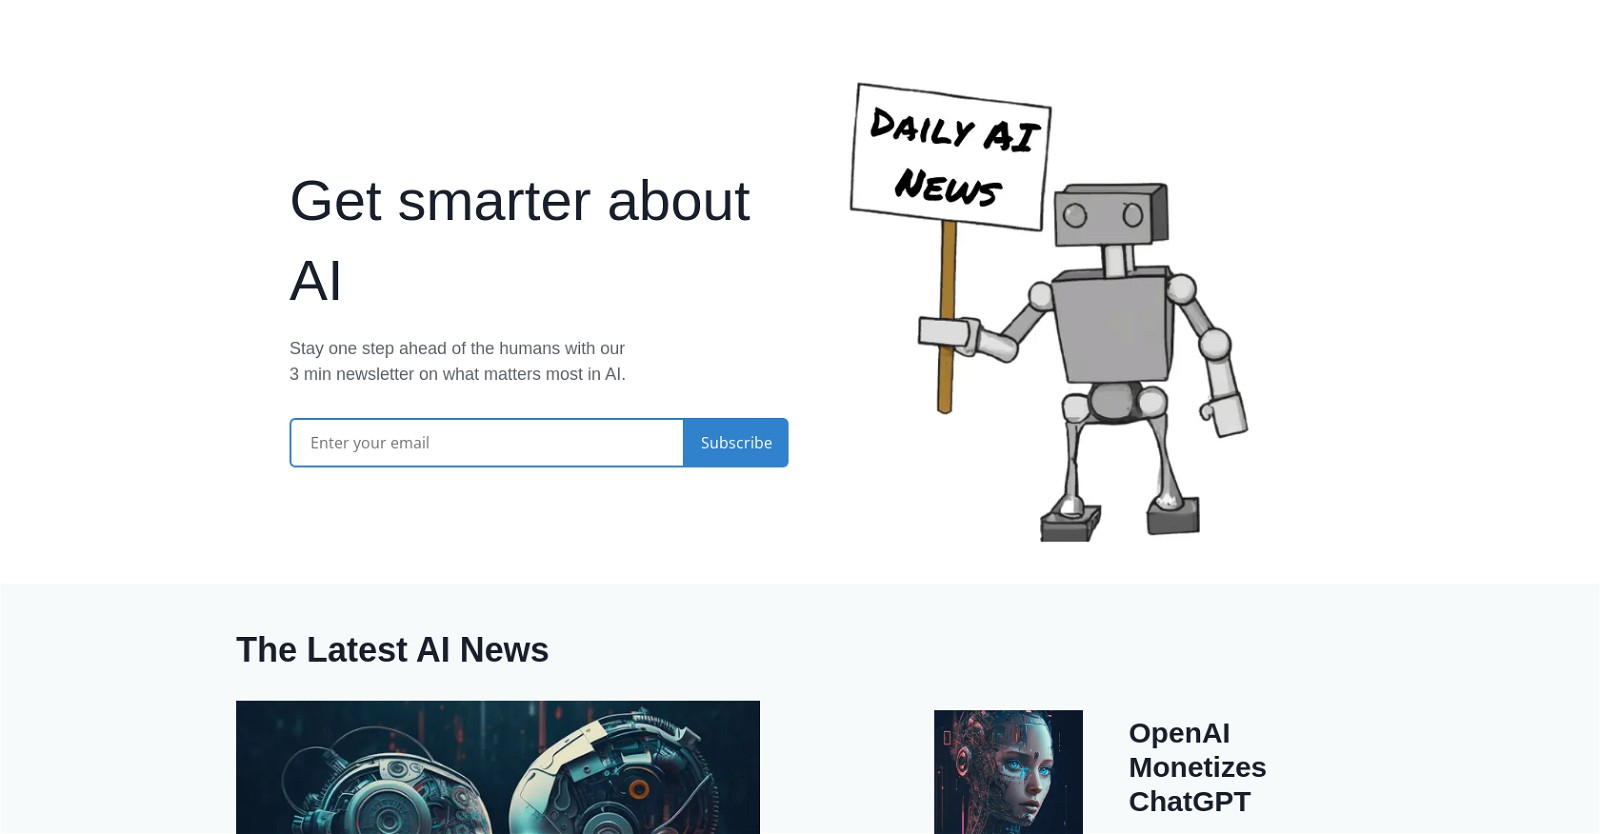 DAILY AI
NEWS
Get smarter about
AI
Stay one step ahead of the humans with our
3 min newsletter on what matters most in AI.
Enter your email
Subscribe
The Latest AI News
OpenAI
Monetizes
ChatGPT